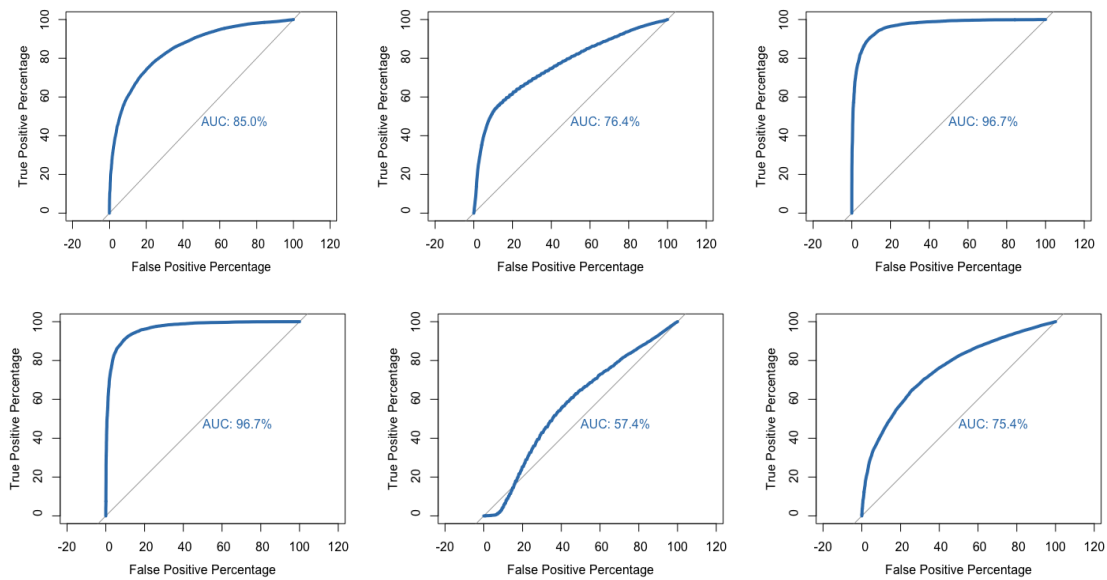 True Positive Percentage
0 20 40 60 80 100
AUC: 85.0%
-20 0 20 40 60 80 100 120
False Positive Percentage
True Positive Percentage
0 20 40 60 80 100
AUC: 76.4%
-20 0 20 40 60 80 100 120
False Positive Percentage
True Positive Percentage
0 20 40 60 80 100
AUC: 96.7%
-20 0 20 40 60 80 100 120
False Positive Percentage
True Positive Percentage
0 20 40 60 80 100
AUC: 96.7%
-20 0 20 40 60 80 100 120
False Positive Percentage
True Positive Percentage
0 20 40 60 80 100
AUC: 57.4%
-20 0 20 40 60 80 100 120
False Positive Percentage
True Positive Percentage
0 20 40 60 80 100
AUC: 75.4%
-20 0 20 40 60 80 100 120
False Positive Percentage